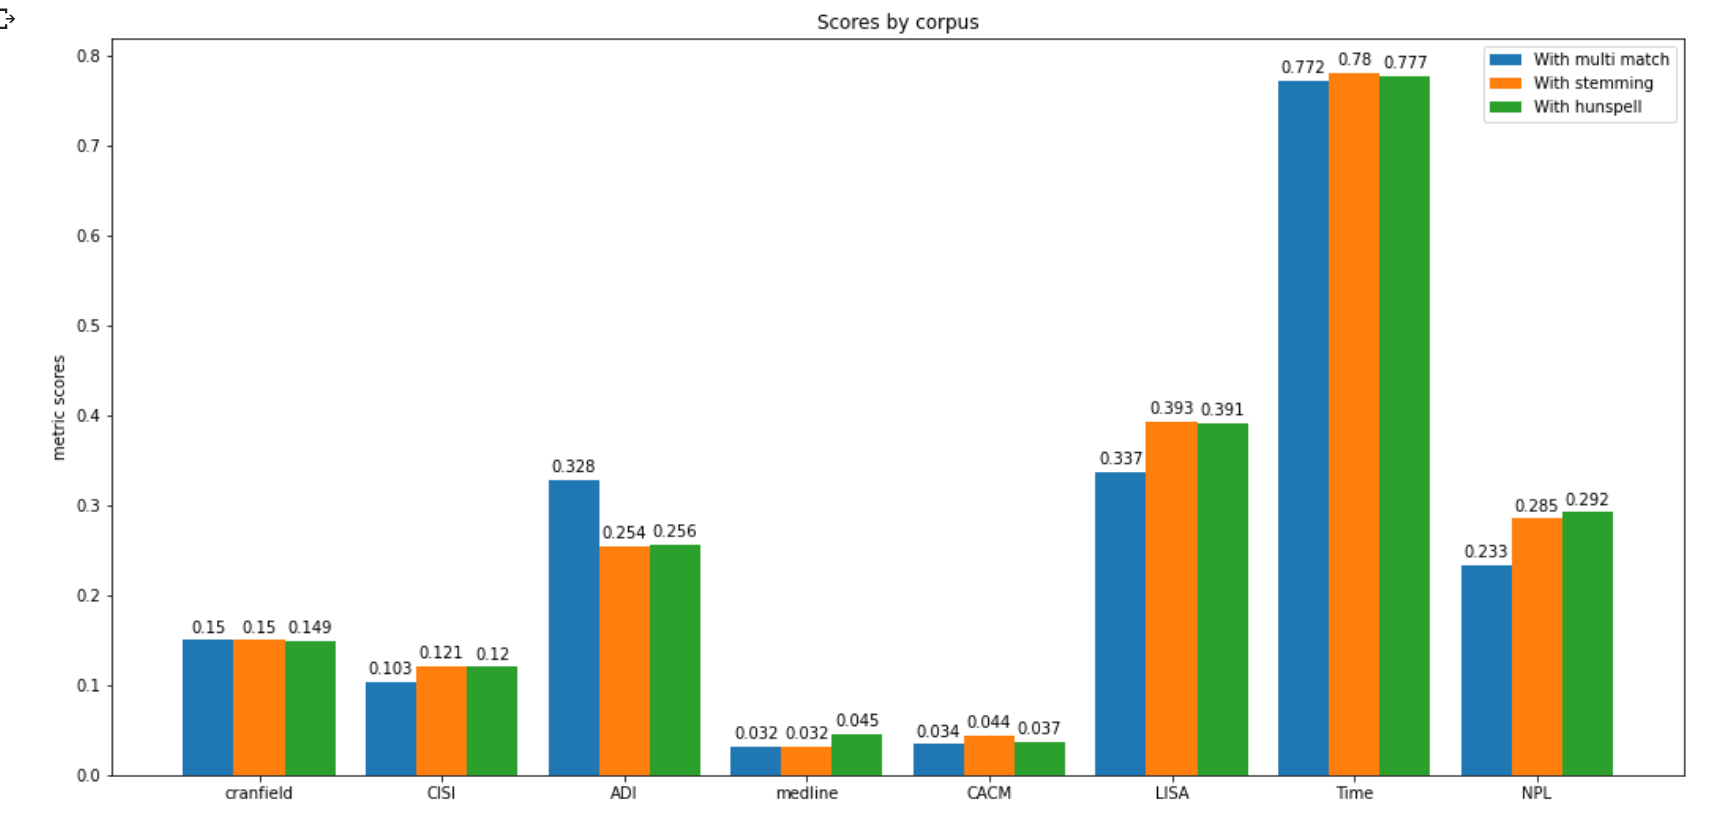 Scores by corpus
With multi match
With stemming
With hunspell
metric scores
0.8
0.7
0.6
0.5
0.4
0.3
0.2
0.1
0.0
0.15 0.15 0.149
0.103 0.121 0.12
0.328 0.254 0.256
0.032 0.032 0.045
0.034 0.044 0.037
0.337 0.393 0.391
0.772 0.78 0.777
0.233 0.285 0.292
cranfield CISI ADI medline CACM LISA Time NPL